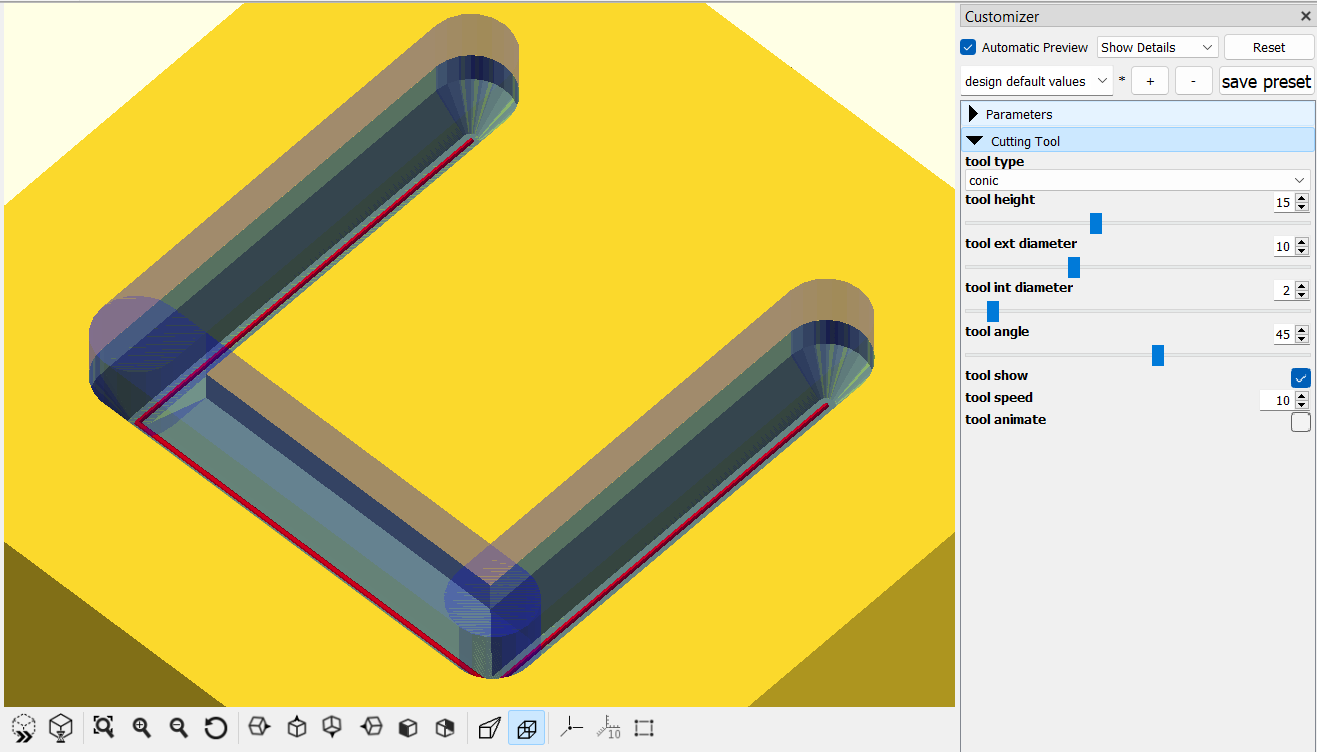 Customizer
Automatic Preview Show Details Reset
design default values * + - save preset
Parameters
Cutting Tool
tool type
conic
tool height
15
tool ext diameter
10
tool int diameter
2
tool angle
45
tool show
tool speed
10
tool animate
10